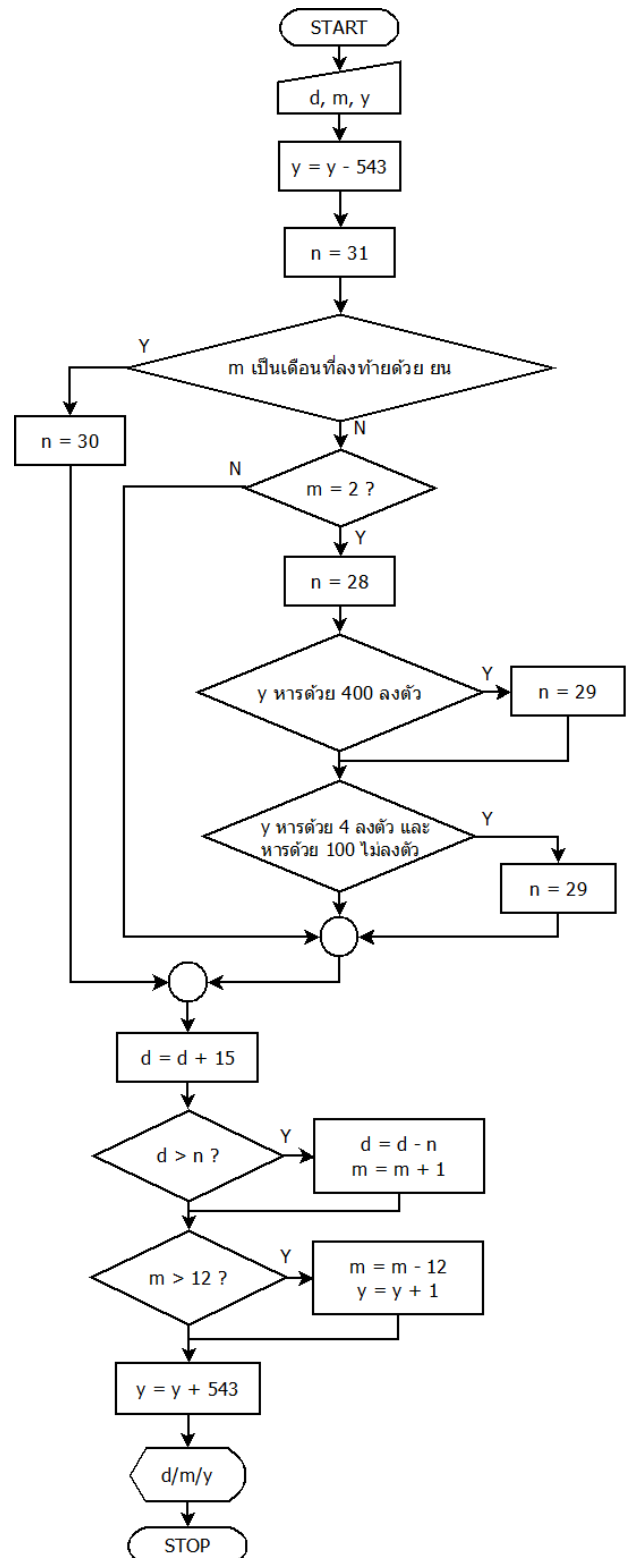 START
d, m, y
y = y - 543
n = 31
Y
m เป็นเดือนที่ลงท้ายด้วย ยน
n = 30
N
N
m = 2 ?
Y
n = 28
y หารด้วย 400 ลงตัว
Y
n = 29
y หารด้วย 4 ลงตัว และ
หารด้วย 100 ไม่ลงตัว
Y
n = 29
d = d + 15
d > n ?
Y
d = d - n
m = m + 1
m > 12 ?
Y
m = m - 12
y = y + 1
y = y + 543
d/m/y
STOP